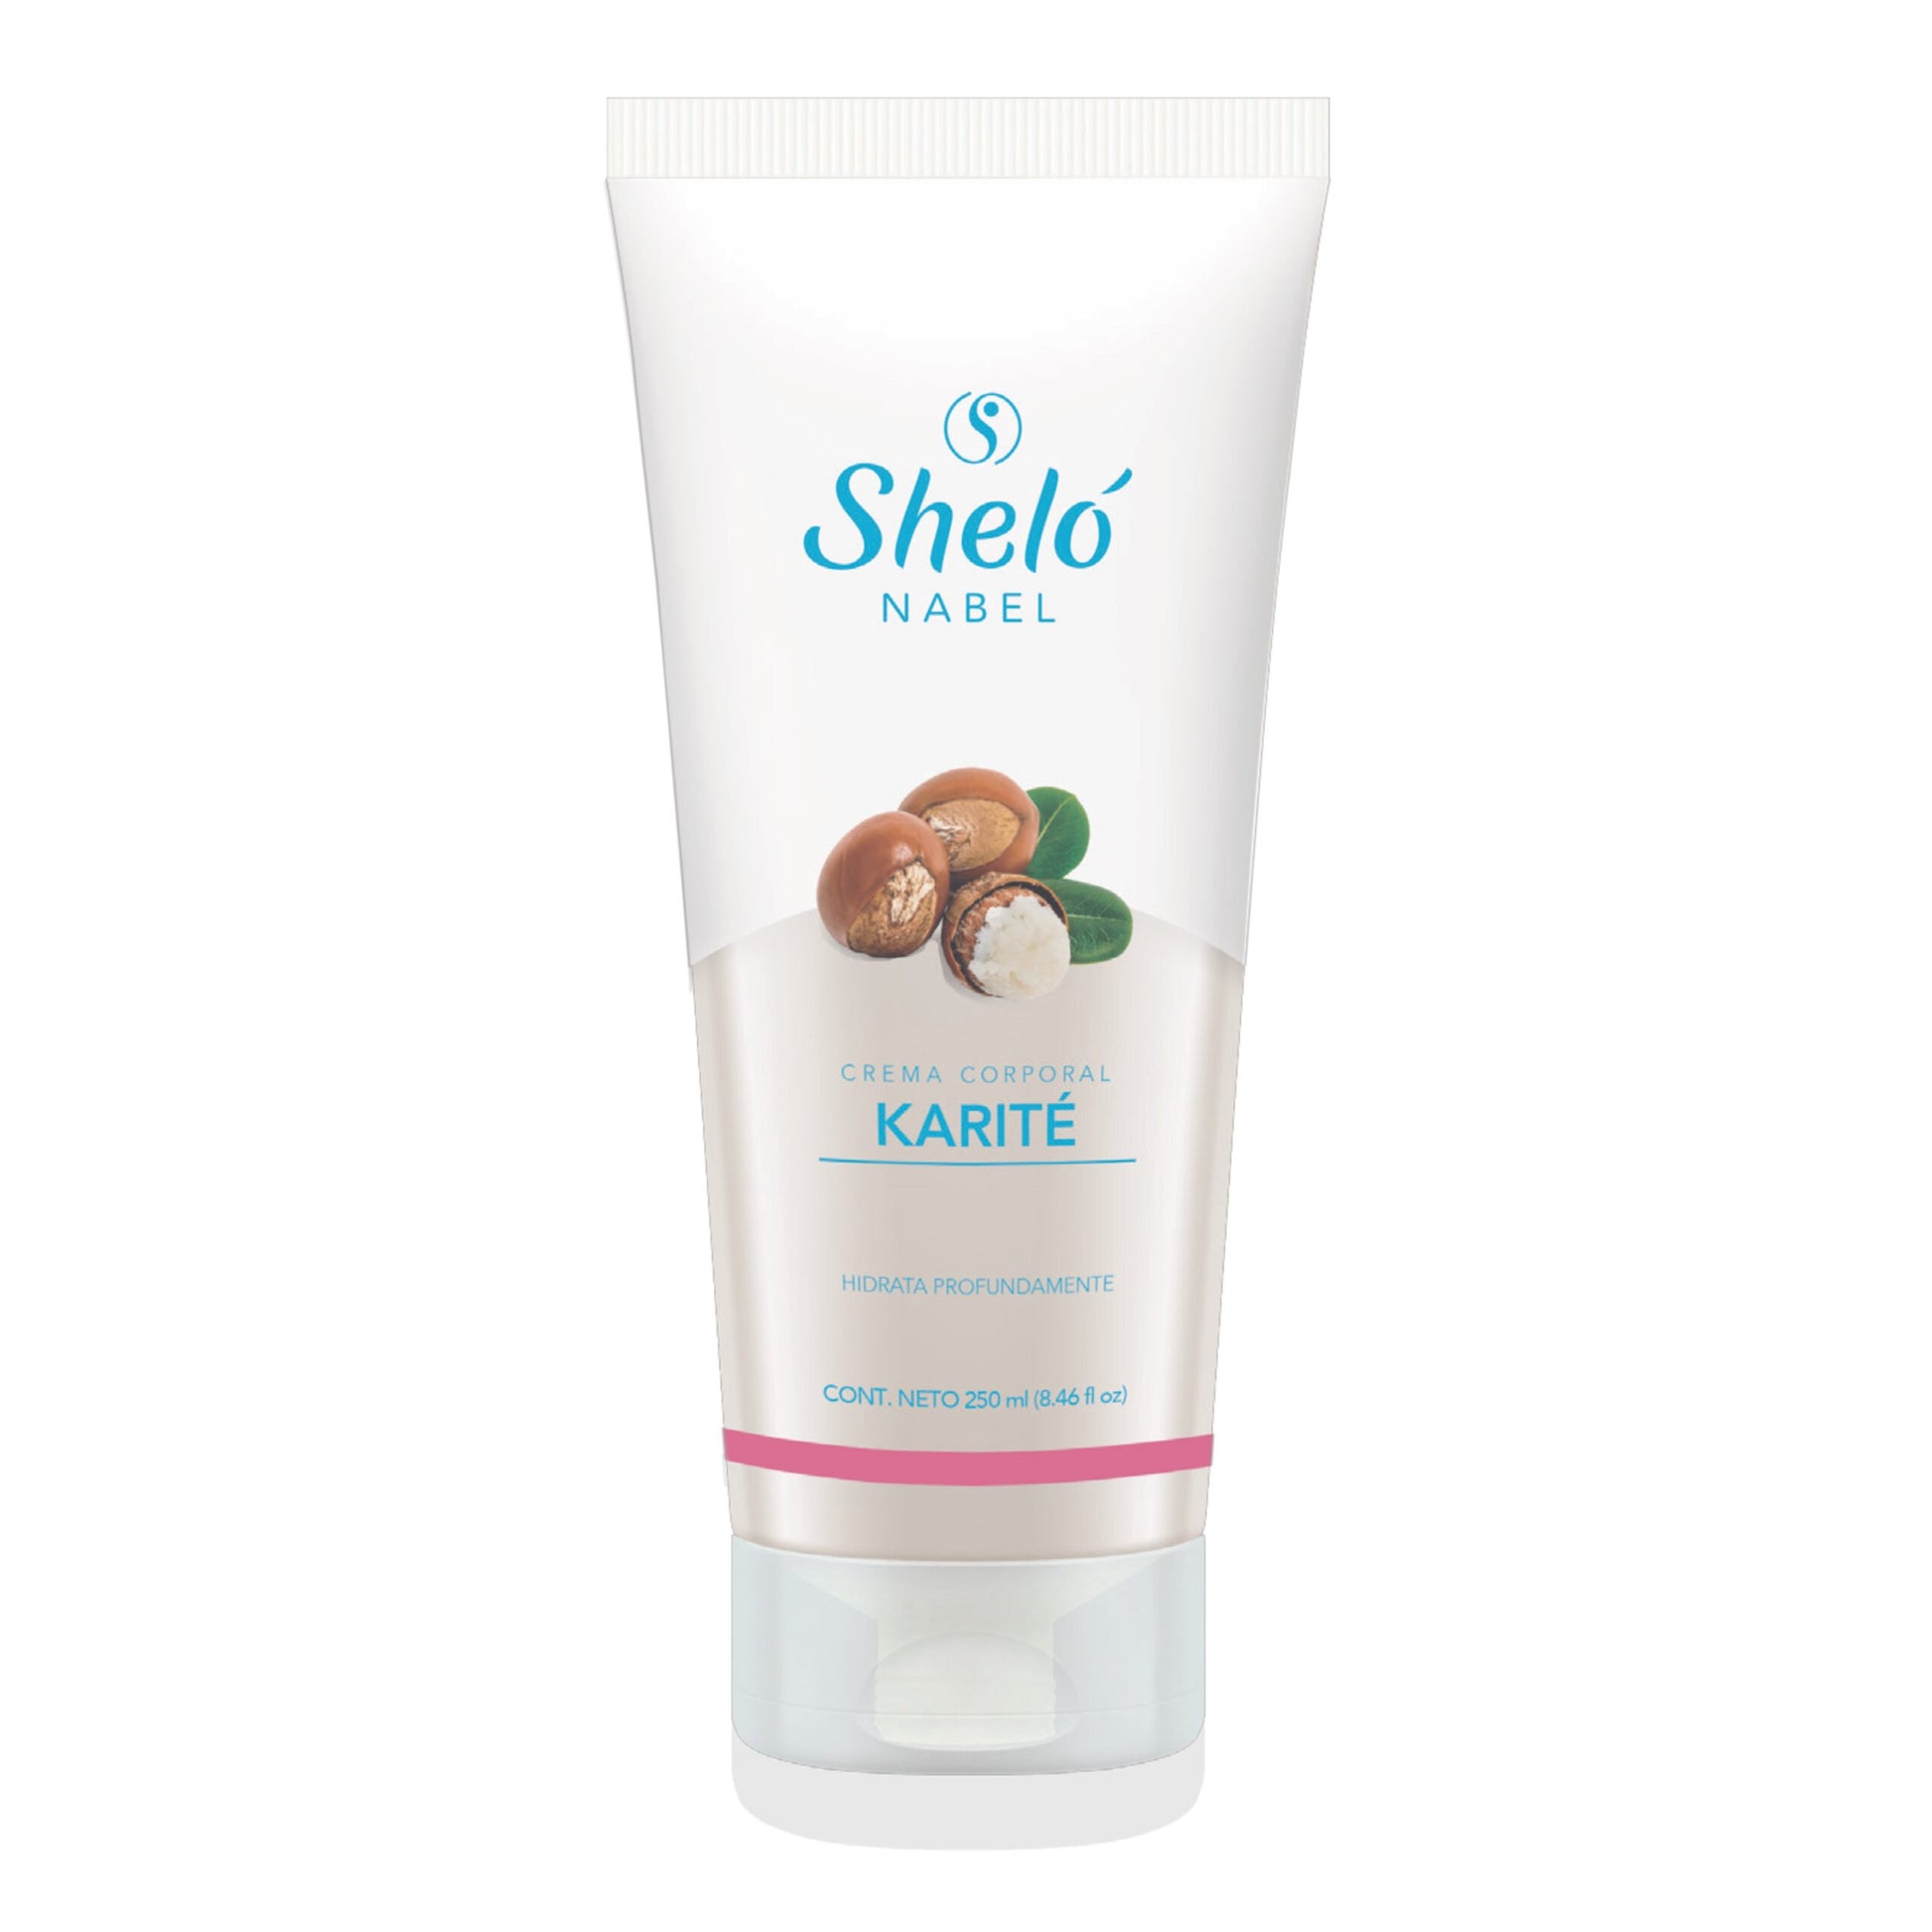 Sheló
NABEL
CREMA CORPORAL
KARITÉ
HIDRATA PROFUNDAMENTE
CONT. NETO 250 ml (8.46 fl oz)